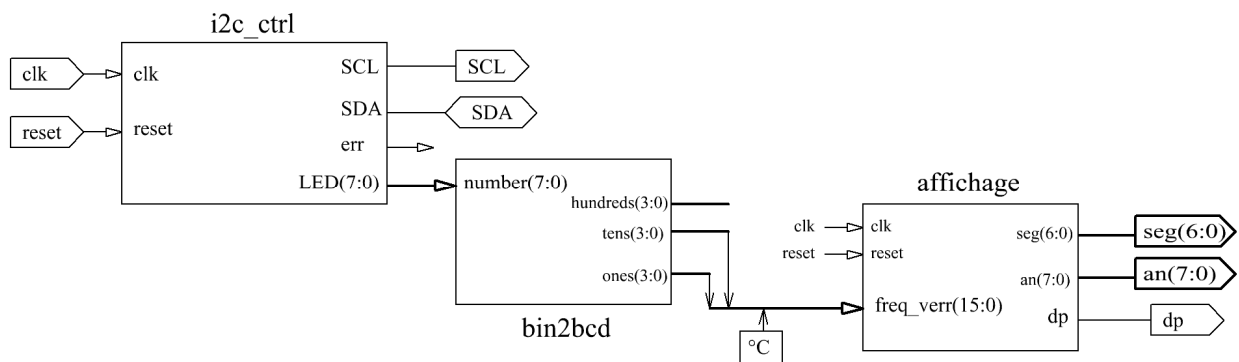 i2c_ctrl
clk
clk
reset
reset
SCL
SCL
SDA
SDA
err
LED(7:0)
number(7:0)
hundreds(3:0)
tens(3:0)
ones(3:0)
bin2bcd
°C
affichage
clk
clk
reset
reset
freq_verr(15:0)
seg(6:0)
seg(6:0)
an(7:0)
an(7:0)
dp
dp